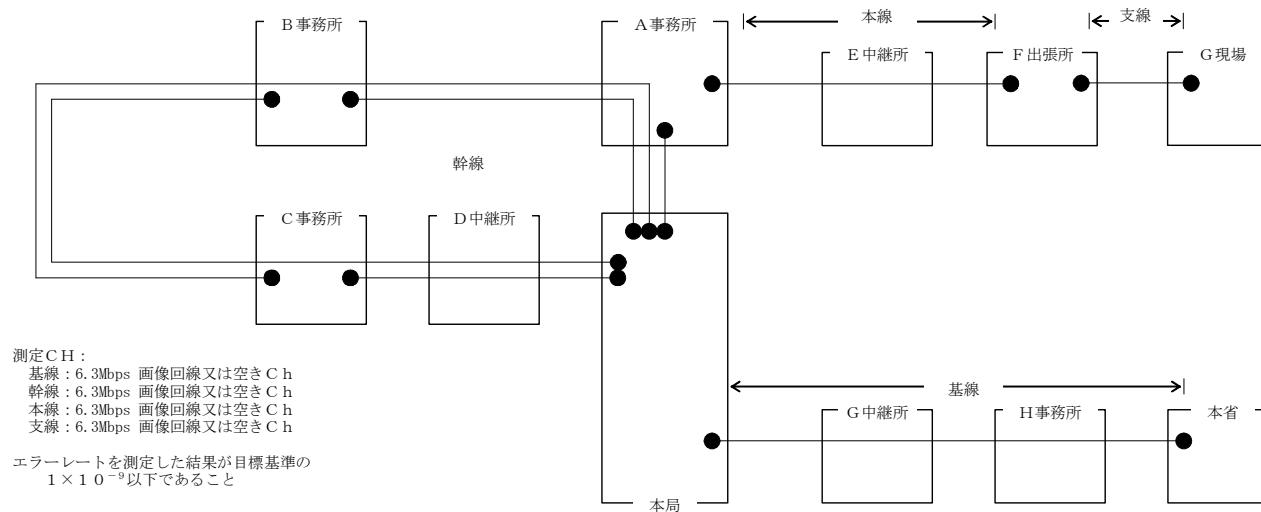 本線
支線
B事務所
A事務所
E中継所
F出張所
G現場
幹線
C事務所
D中継所
測定CH:
基線:6.3Mbps 画像回線又は空きCh
幹線:6.3Mbps 画像回線又は空きCh
本線:6.3Mbps 画像回線又は空きCh
支線:6.3Mbps 画像回線又は空きCh
エラーレートを測定した結果が目標基準の
1×10⁻⁹以下であること
基線
G中継所
H事務所
本省
本局